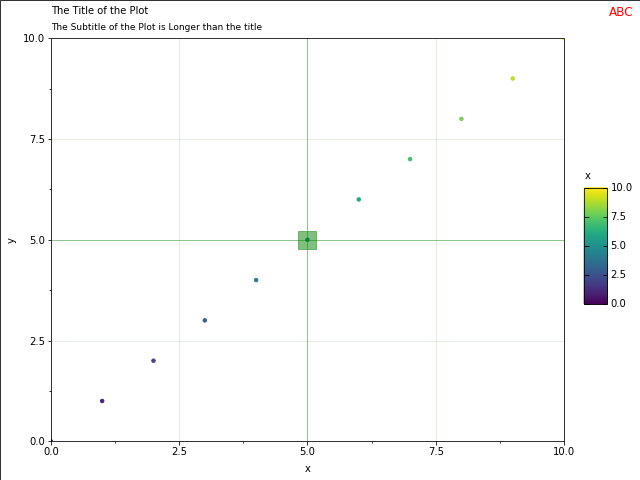 The Title of the Plot
ABC
The Subtitle of the Plot is Longer than the title
10.0
7.5
5.0
2.5
0.0
y
0.0 2.5 5.0 7.5 10.0
x
x
10.0
7.5
5.0
2.5
0.0